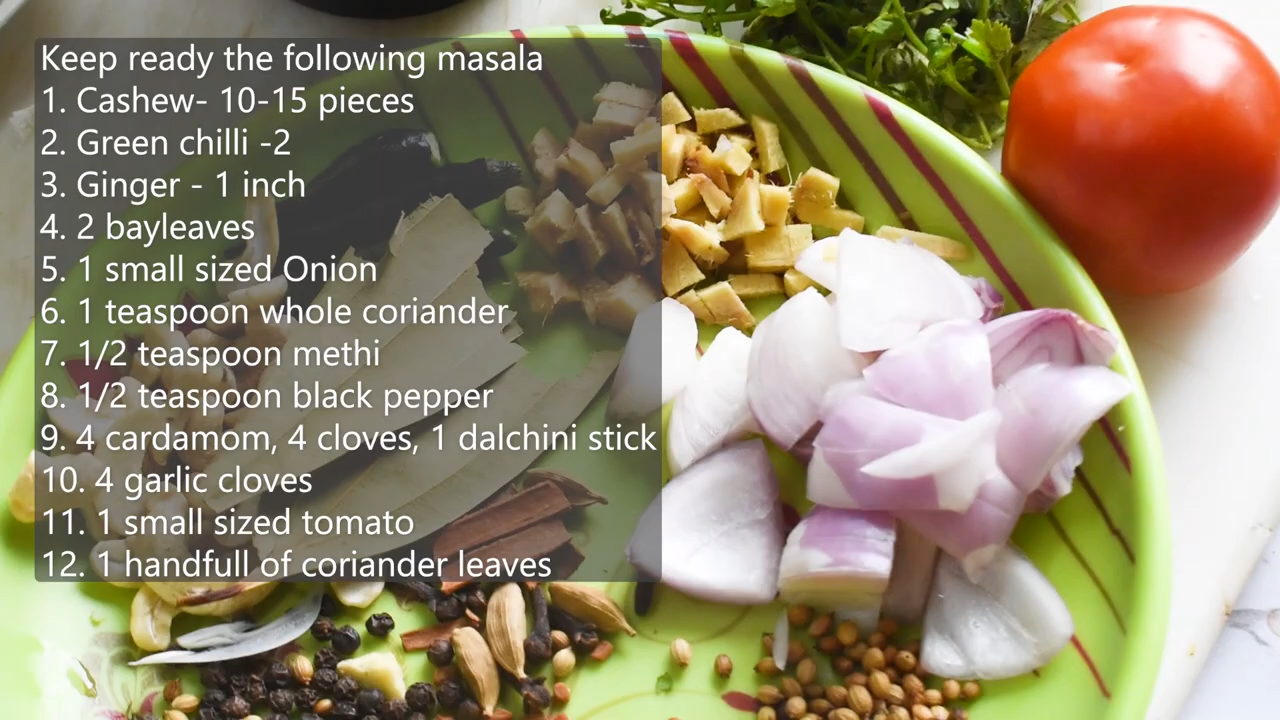 Keep ready the following masala
1. Cashew- 10-15 pieces
2. Green chilli -2
3. Ginger - 1 inch
4. 2 bayleaves
5. 1 small sized Onion
6. 1 teaspoon whole coriander
7. 1/2 teaspoon methi
8. 1/2 teaspoon black pepper
9. 4 cardamom, 4 cloves, 1 dalchini stick
10. 4 garlic cloves
11. 1 small sized tomato
12. 1 handfull of coriander leaves